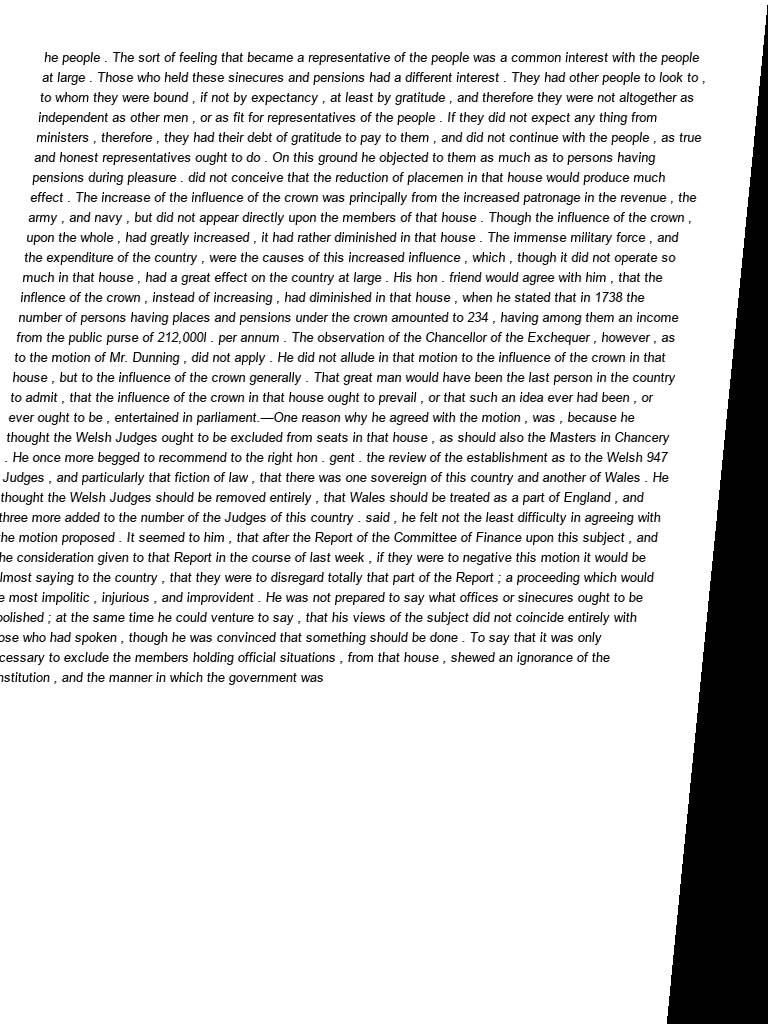 he people . The sort of feeling that became a representative of the people was a common interest with the people
at large . Those who held these sinecures and pensions had a different interest . They had other people to look to ,
to whom they were bound , if not by expectancy , at least by gratitude , and therefore they were not altogether as
independent as other men , or as fit for representatives of the people . If they did not expect any thing from
ministers , therefore , they had their debt of gratitude to pay to them , and did not continue with the people , as true
and honest representatives ought to do . On this ground he objected to them as much as to persons having
pensions during pleasure . did not conceive that the reduction of placemen in that house would produce much
effect . The increase of the influence of the crown was principally from the increased patronage in the revenue , the
army , and navy , but did not appear directly upon the members of that house . Though the influence of the crown ,
upon the whole , had greatly increased , it had rather diminished in that house . The immense military force , and
the expenditure of the country , were the causes of this increased influence , which , though it did not operate so
much in that house , had a great effect on the country at large . His hon . friend would agree with him , that the
inflence of the crown , instead of increasing , had diminished in that house , when he stated that in 1738 the
number of persons having places and pensions under the crown amounted to 234 , having among them an income
from the public purse of 212,000l . per annum . The observation of the Chancellor of the Exchequer , however , as
to the motion of Mr. Dunning , did not apply . He did not allude in that motion to the influence of the crown in that
house , but to the influence of the crown generally . That great man would have been the last person in the country
to admit , that the influence of the crown in that house ought to prevail , or that such an idea ever had been , or
ever ought to be , entertained in parliament.—One reason why he agreed with the motion , was , because he
thought the Welsh Judges ought to be excluded from seats in that house , as should also the Masters in Chancery
. He once more begged to recommend to the right hon . gent . the review of the establishment as to the Welsh 947
Judges , and particularly that fiction of law , that there was one sovereign of this country and another of Wales . He
thought the Welsh Judges should be removed entirely , that Wales should be treated as a part of England , and
three more added to the number of the Judges of this country . said , he felt not the least difficulty in agreeing with
the motion proposed . It seemed to him , that after the Report of the Committee of Finance upon this subject , and
he consideration given to that Report in the course of last week , if they were to negative this motion it would be
lmost saying to the country , that they were to disregard totally that part of the Report ; a proceeding which would
e most impolitic , injurious , and improvident . He was not prepared to say what offices or sinecures ought to be
olished ; at the same time he could venture to say , that his views of the subject did not coincide entirely with
ose who had spoken , though he was convinced that something should be done . To say that it was only
cessary to exclude the members holding official situations , from that house , shewed an ignorance of the
nstitution , and the manner in which the government was